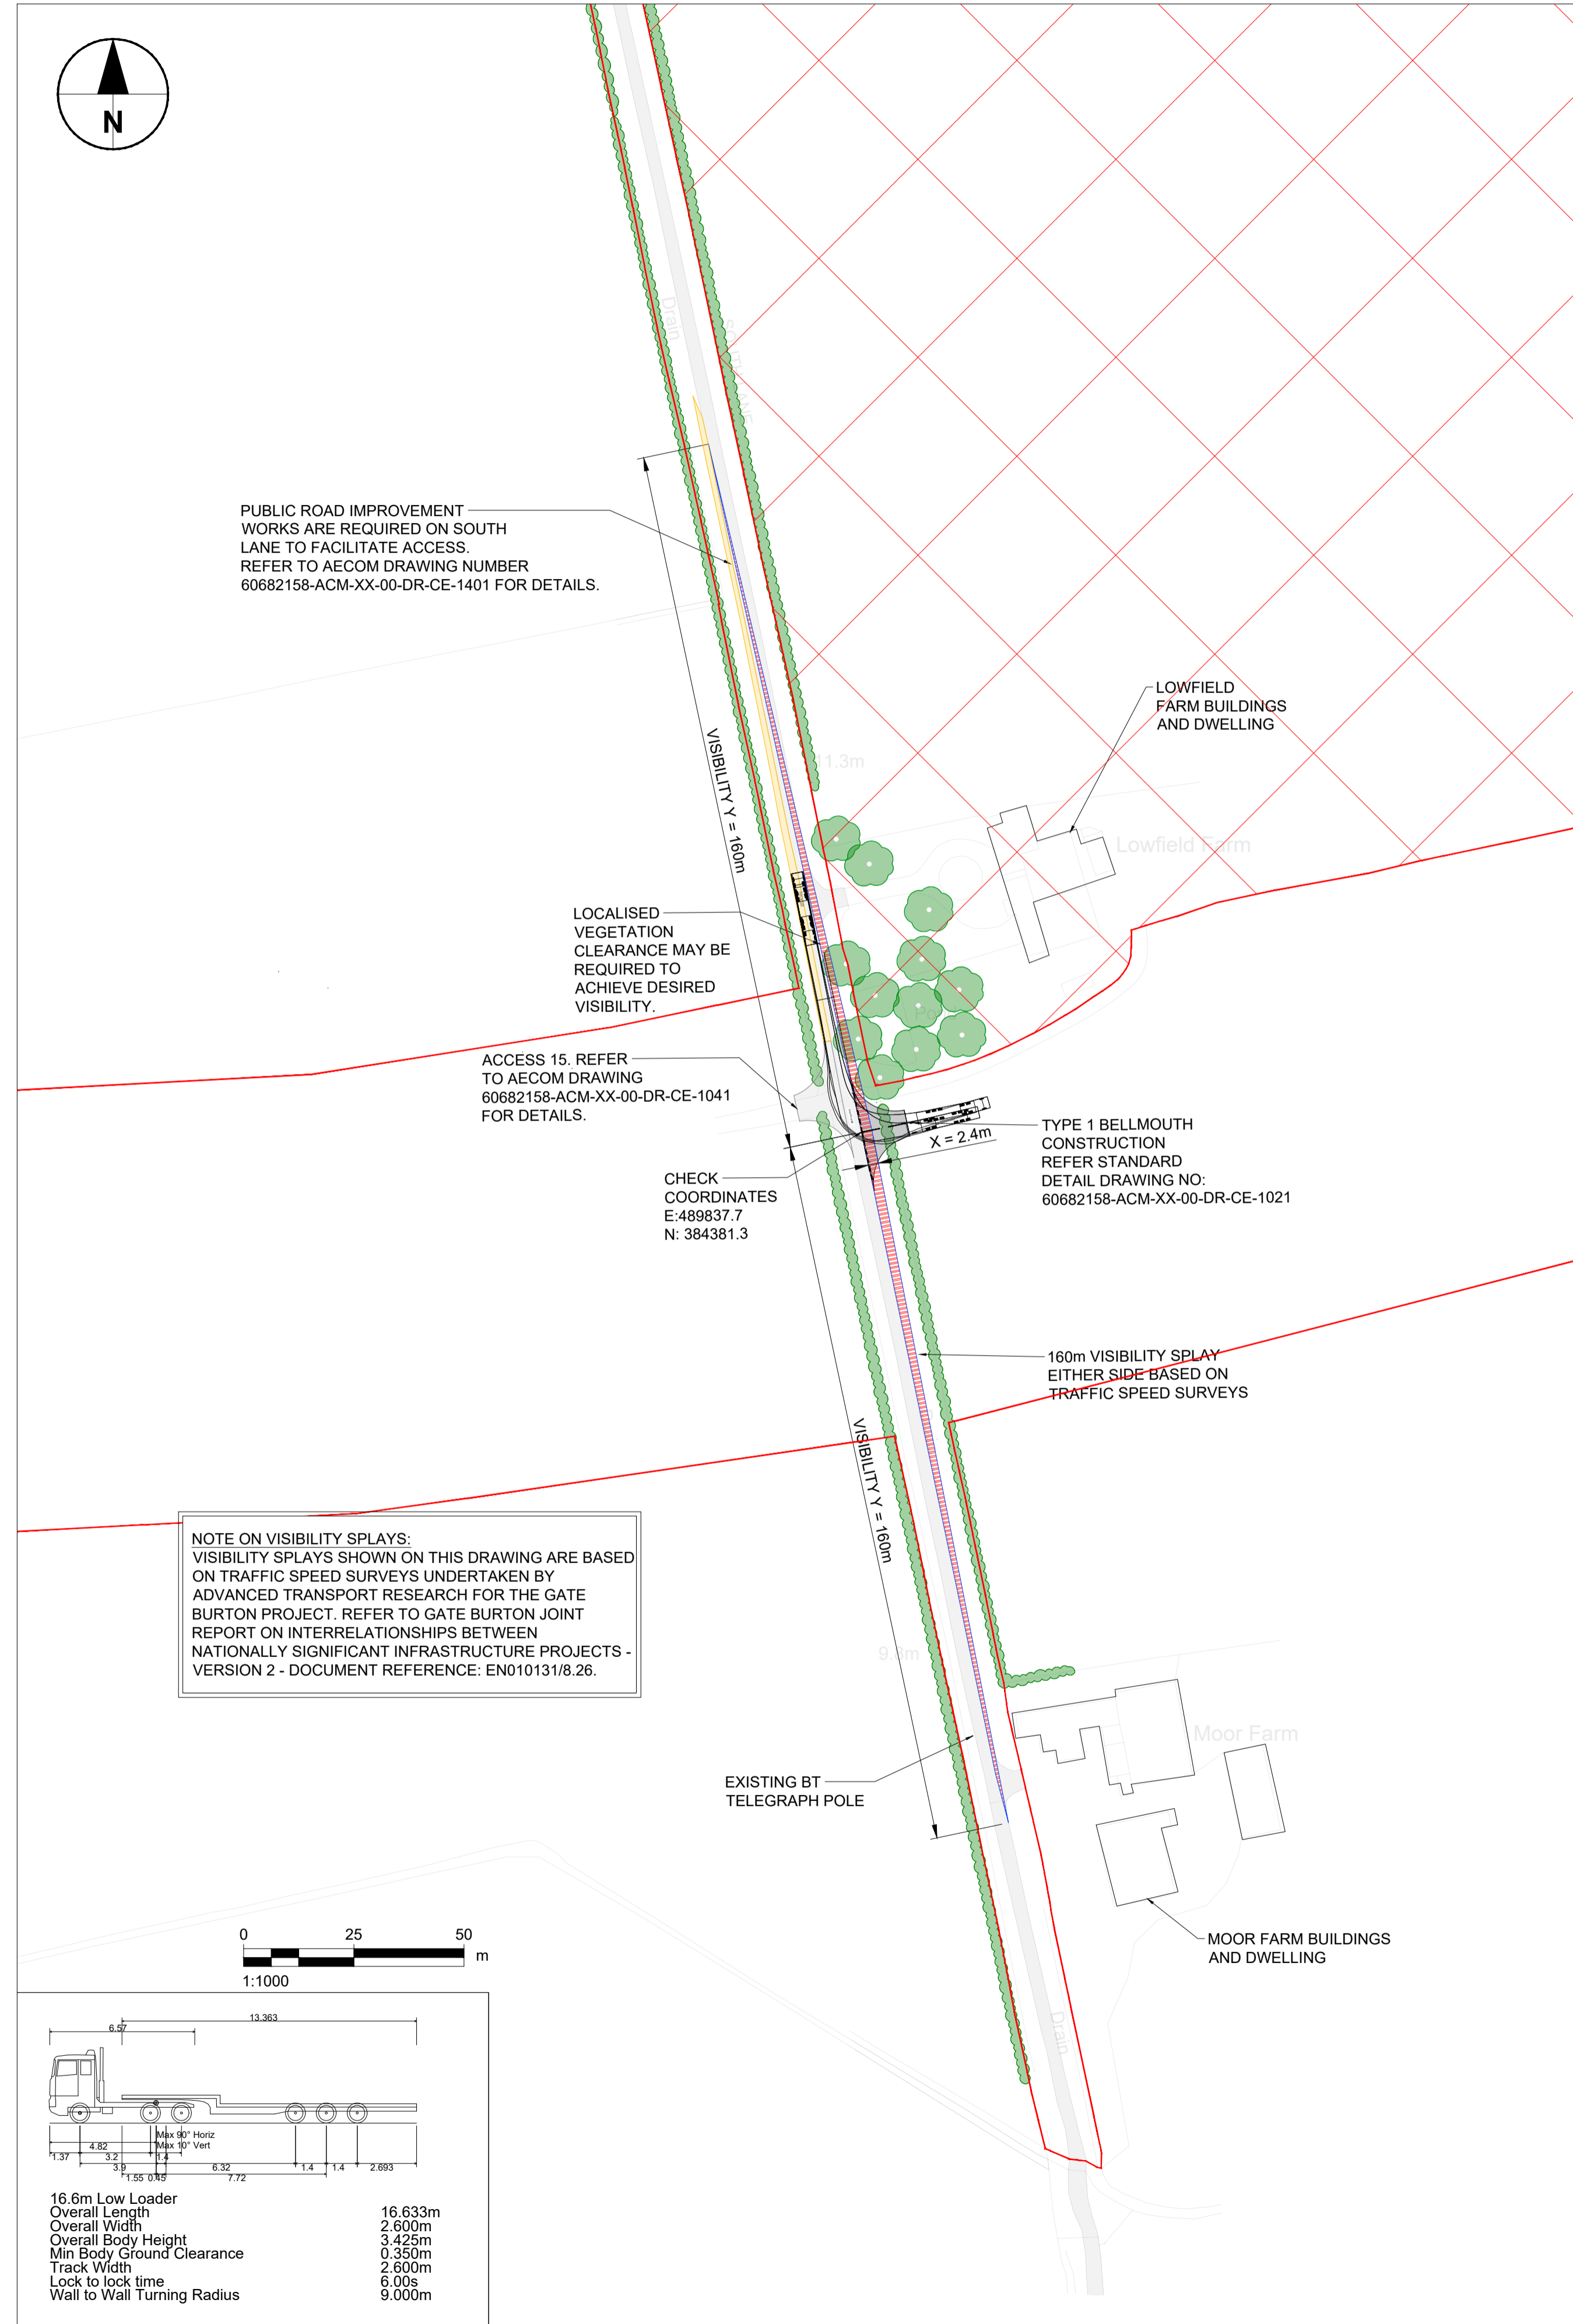 N
Drain
SOUTH LANE
PUBLIC ROAD IMPROVEMENT
WORKS ARE REQUIRED ON SOUTH
LANE TO FACILITATE ACCESS.
REFER TO AECOM DRAWING NUMBER
60682158-ACM-XX-00-DR-CE-1401 FOR DETAILS.
LOWFIELD
FARM BUILDINGS
AND DWELLING
VISIBILITY Y = 160m
11.3m
Lowfield Farm
LOCALISED
VEGETATION
CLEARANCE MAY BE
REQUIRED TO
ACHIEVE DESIRED
VISIBILITY.
ACCESS 15. REFER
TO AECOM DRAWING
60682158-ACM-XX-00-DR-CE-1041
FOR DETAILS.
X = 2.4m
TYPE 1 BELLMOUTH
CONSTRUCTION
REFER STANDARD
DETAIL DRAWING NO:
60682158-ACM-XX-00-DR-CE-1021
CHECK
COORDINATES
E:489837.7
N: 384381.3
160m VISIBILITY SPLAY
EITHER SIDE BASED ON
TRAFFIC SPEED SURVEYS
VISIBILITY Y = 160m
NOTE ON VISIBILITY SPLAYS:
VISIBILITY SPLAYS SHOWN ON THIS DRAWING ARE BASED
ON TRAFFIC SPEED SURVEYS UNDERTAKEN BY
ADVANCED TRANSPORT RESEARCH FOR THE GATE
BURTON PROJECT. REFER TO GATE BURTON JOINT
REPORT ON INTERRELATIONSHIPS BETWEEN
NATIONALLY SIGNIFICANT INFRASTRUCTURE PROJECTS -
VERSION 2 - DOCUMENT REFERENCE: EN010131/8.26.
9.8m
Moor Farm
EXISTING BT
TELEGRAPH POLE
MOOR FARM BUILDINGS
AND DWELLING
Drain
0 25 50
m
1:1000
13.363
6.57
Max 90° Horiz
Max 10° Vert
4.82
1.37 3.2 1.4
3.9 6.32 1.4 1.4 2.693
1.55 0.45 7.72
16.6m Low Loader
Overall Length 16.633m
Overall Width 2.600m
Overall Body Height 3.425m
Min Body Ground Clearance 0.350m
Track Width 2.600m
Lock to lock time 6.00s
Wall to Wall Turning Radius 9.000m